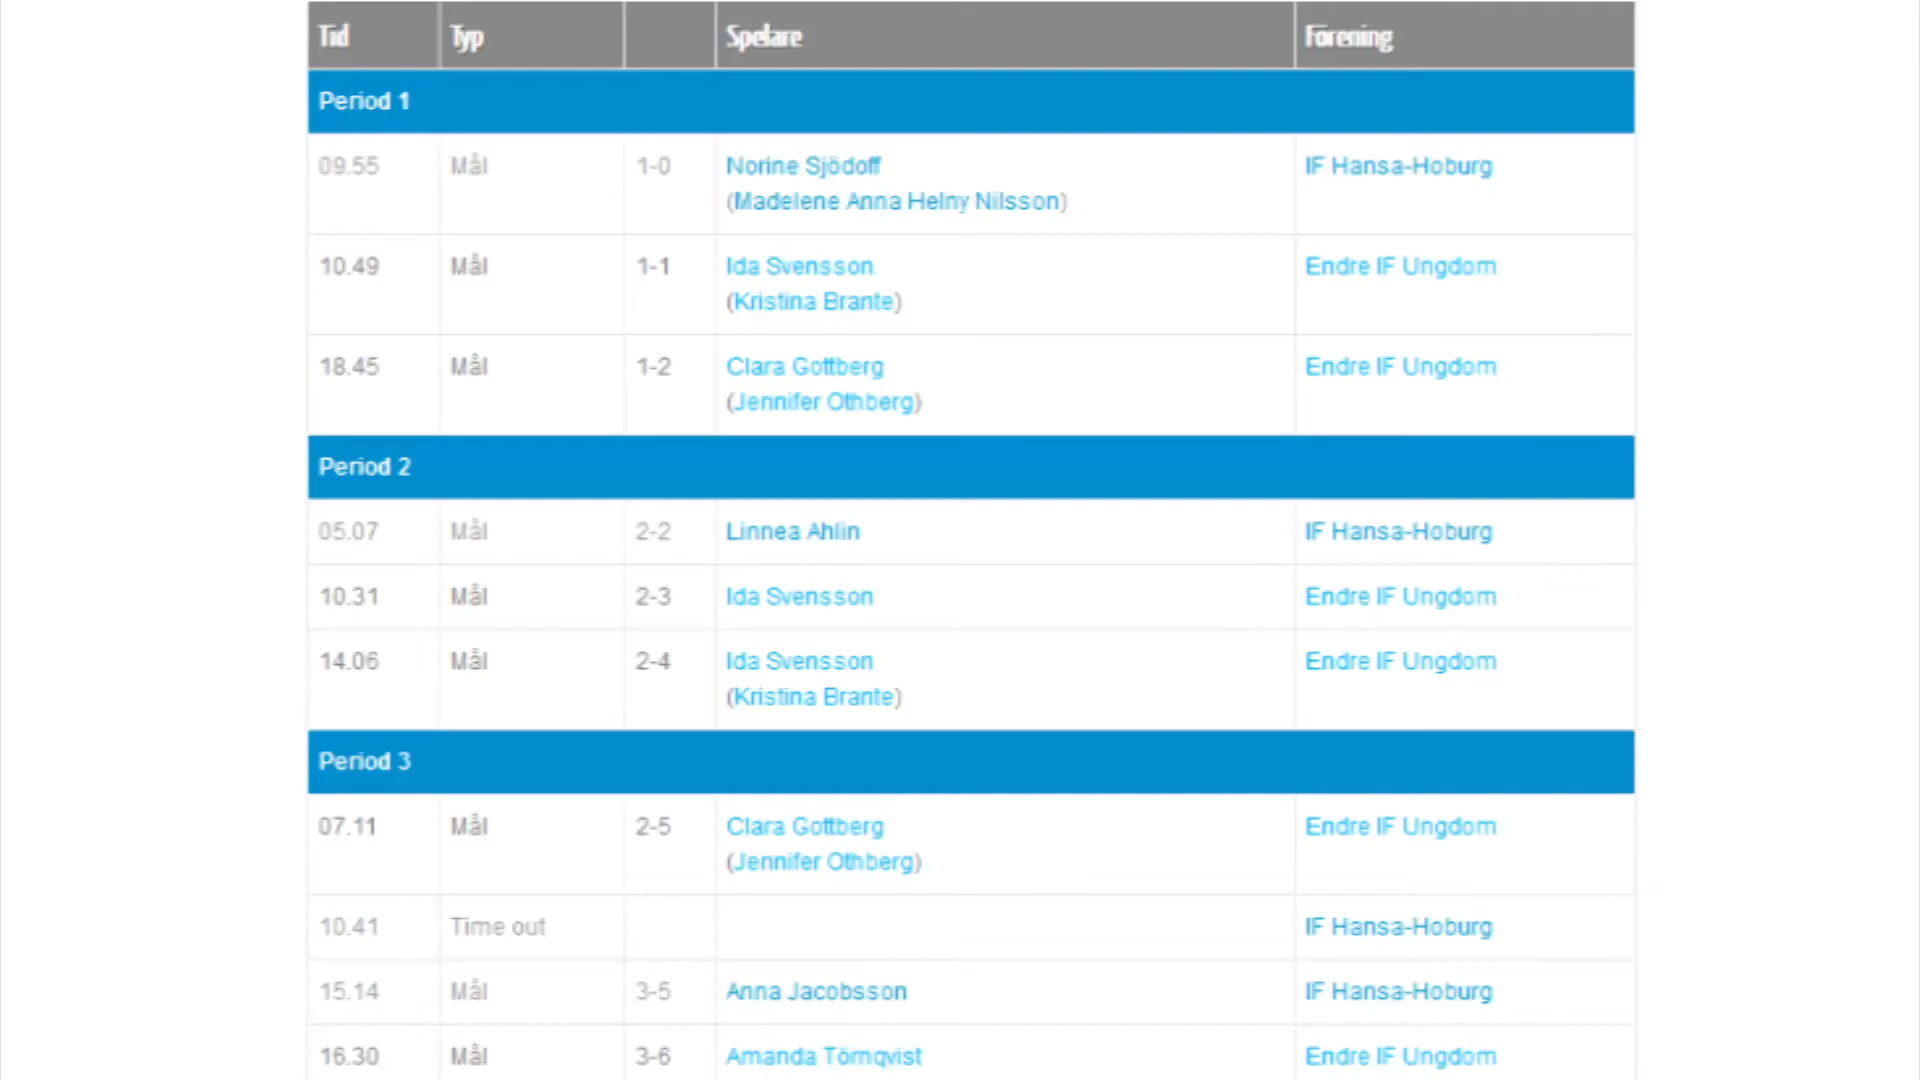 Tid Typ Spelare Förening
Period 1
09.55 Mål 1-0 Norine Sjödoff IF Hansa-Hoburg
(Madelene Anna Helny Nilsson)
10.49 Mål 1-1 Ida Svensson Endre IF Ungdom
(Kristina Brante)
18.45 Mål 1-2 Clara Gottberg Endre IF Ungdom
(Jennifer Othberg)
Period 2
05.07 Mål 2-2 Linnea Ahlin IF Hansa-Hoburg
10.31 Mål 2-3 Ida Svensson Endre IF Ungdom
14.06 Mål 2-4 Ida Svensson Endre IF Ungdom
(Kristina Brante)
Period 3
07.11 Mål 2-5 Clara Gottberg Endre IF Ungdom
(Jennifer Othberg)
10.41 Time out IF Hansa-Hoburg
15.14 Mål 3-5 Anna Jacobsson IF Hansa-Hoburg
16.30 Mål 3-6 Amanda Törnqvist Endre IF Ungdom